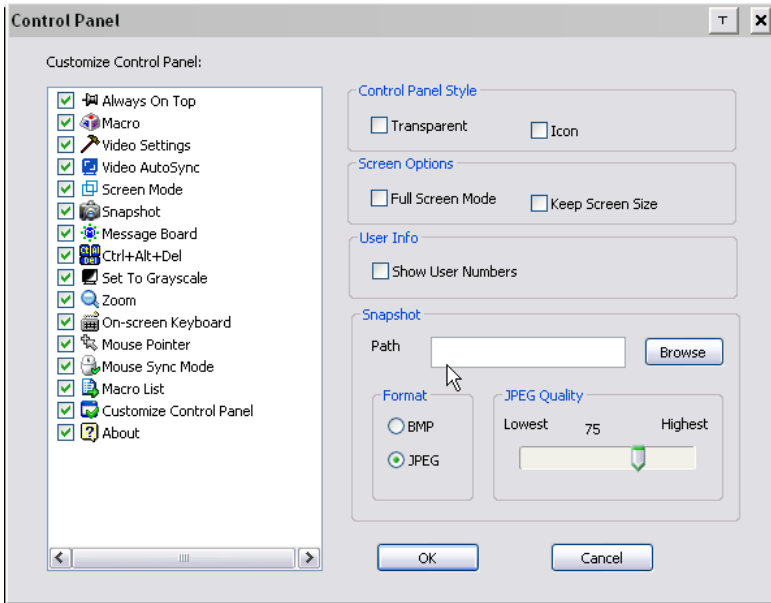 Control Panel
T
Customize Control Panel:
Always On Top
Macro
Video Settings
Video AutoSync
Screen Mode
Snapshot
Message Board
Ctrl+Alt+Del
Set To Grayscale
Zoom
On-screen Keyboard
Mouse Pointer
Mouse Sync Mode
Macro List
Customize Control Panel
About
Control Panel Style
Transparent Icon
Screen Options
Full Screen Mode Keep Screen Size
User Info
Show User Numbers
Snapshot
Path Browse
Format
BMP
JPEG
JPEG Quality
Lowest 75 Highest
OK Cancel